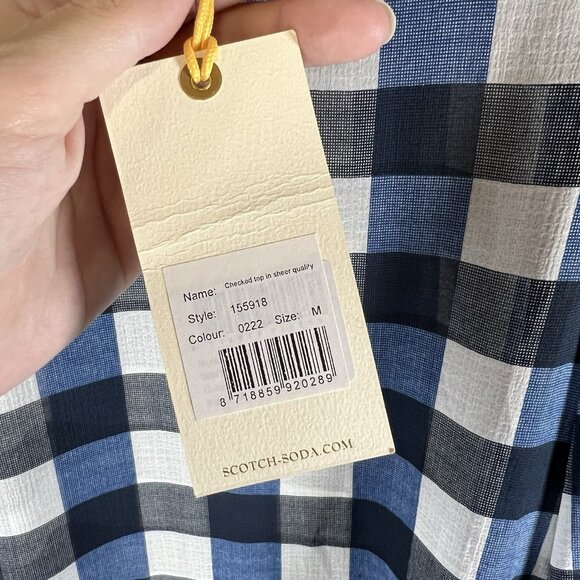 Name: Checked top in sheer quality
Style: 155918
Colour: 0222 Size: M
8 718859 920289
SCOTCH-SODA.COM